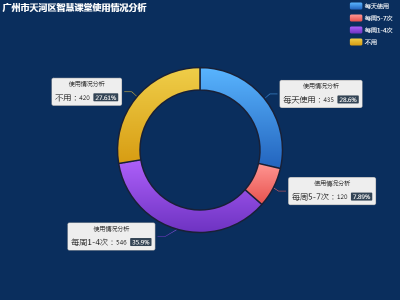 广州市天河区智慧课堂使用情况分析
每天使用
每周5-7次
每周1-4次
不用
使用情况分析
不用：420 27.61%
使用情况分析
每天使用：435 28.6%
使用情况分析
每周5-7次：120 7.89%
使用情况分析
每周1-4次：546 35.9%